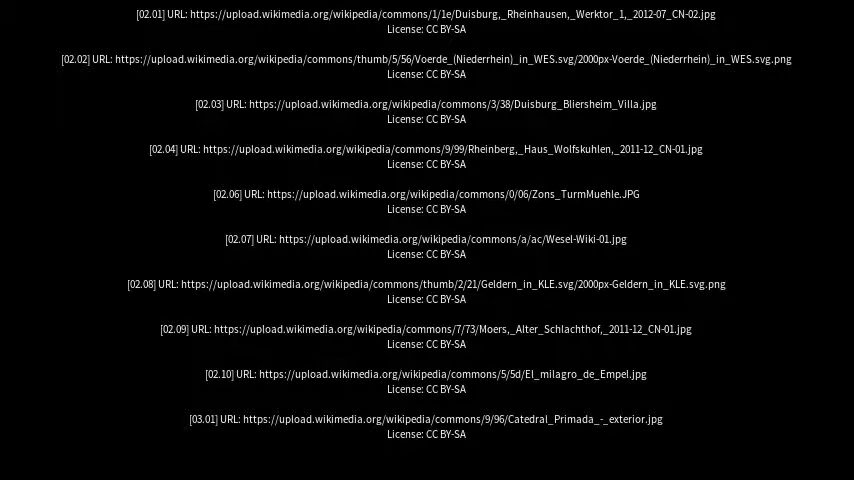 [02.01] URL: https://upload.wikimedia.org/wikipedia/commons/1/1e/Duisburg,_Rheinhausen,_Werktor_1,_2012-07_CN-02.jpg
License: CC BY-SA
[02.02] URL: https://upload.wikimedia.org/wikipedia/commons/thumb/5/56/Voerde_(Niederrhein)_in_WES.svg/2000px-Voerde_(Niederrhein)_in_WES.svg.png
License: CC BY-SA
[02.03] URL: https://upload.wikimedia.org/wikipedia/commons/3/38/Duisburg_Bliersheim_Villa.jpg
License: CC BY-SA
[02.04] URL: https://upload.wikimedia.org/wikipedia/commons/9/99/Rheinberg,_Haus_Wolfskuhlen,_2011-12_CN-01.jpg
License: CC BY-SA
[02.06] URL: https://upload.wikimedia.org/wikipedia/commons/0/06/Zons_TurmMuehle.JPG
License: CC BY-SA
[02.07] URL: https://upload.wikimedia.org/wikipedia/commons/a/ac/Wesel-Wiki-01.jpg
License: CC BY-SA
[02.08] URL: https://upload.wikimedia.org/wikipedia/commons/thumb/2/21/Geldern_in_KLE.svg/2000px-Geldern_in_KLE.svg.png
License: CC BY-SA
[02.09] URL: https://upload.wikimedia.org/wikipedia/commons/7/73/Moers,_Alter_Schlachthof,_2011-12_CN-01.jpg
License: CC BY-SA
[02.10] URL: https://upload.wikimedia.org/wikipedia/commons/5/5d/El_milagro_de_Empel.jpg
License: CC BY-SA
[03.01] URL: https://upload.wikimedia.org/wikipedia/commons/9/96/Catedral_Primada_-_exterior.jpg
License: CC BY-SA